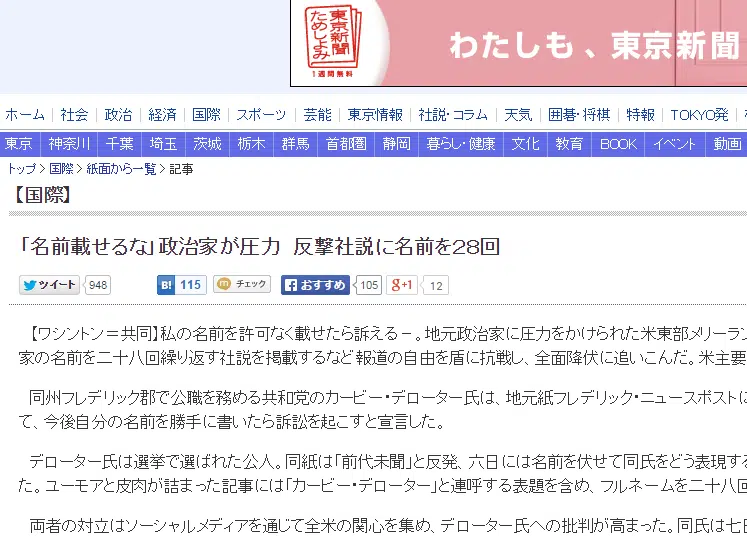 東京新聞
ためしよみ
1週間無料
わたしも、東京新聞
ホーム 社会 政治 経済 国際 スポーツ 芸能 東京情報 社説・コラム 天気 囲碁・将棋 特報 TOKYO発
東京 神奈川 千葉 埼玉 茨城 栃木 群馬 首都圏 静岡 暮らし・健康 文化 教育 BOOK イベント 動画
トップ > 国際 > 紙面から一覧 > 記事
【国際】
「名前載せるな」政治家が圧力 反撃社説に名前を28回
ツイート 948 B! 115 m チェック おすすめ 105 g+1 12
【ワシントン=共同】私の名前を許可なく載せたら訴える−。地元政治家に圧力をかけられた米東部メリーラン
家の名前を二十八回繰り返す社説を掲載するなど報道の自由を盾に抗戦し、全面降伏に追いこんだ。米主要
同州フレデリック郡で公職を務める共和党のカービー・デローター氏は、地元紙フレデリック・ニュースポストに
て、今後自分の名前を勝手に書いたら訴訟を起こすと宣言した。
デローター氏は選挙で選ばれた公人。同紙は「前代未聞」と反発、六日には名前を伏せて同氏をどう表現する
た。ユーモアと皮肉が詰まった記事には「カービー・デローター」と連呼する表題を含め、フルネームを二十八回
両者の対立はソーシャルメディアを通じて全米の関心を集め、デローター氏への批判が高まった。同氏は七日